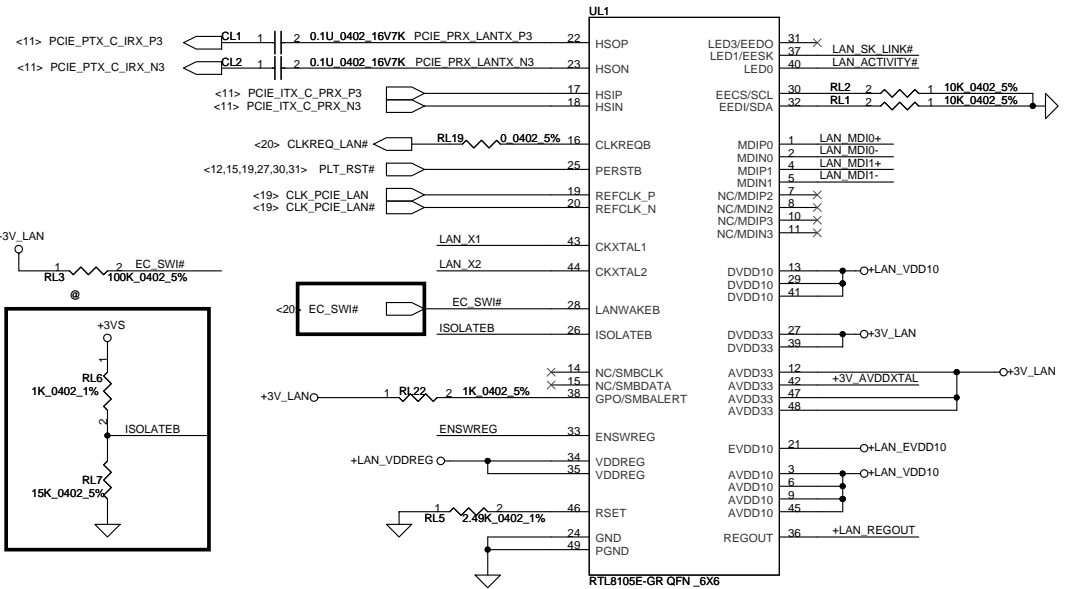 UL1
<11> PCIE_PTX_C_IRX_P3 CL1 1 2 0.1U_0402_16V7K PCIE_PRX_LANTX_P3 22 HSOP
<11> PCIE_PTX_C_IRX_N3 CL2 1 2 0.1U_0402_16V7K PCIE_PRX_LANTX_N3 23 HSON
<11> PCIE_ITX_C_PRX_P3 17 HSIP
<11> PCIE_ITX_C_PRX_N3 18 HSIN
<20> CLKREQ_LAN# RL19 0_0402_5% 16 CLKREQB
<12,15,19,27,30,31> PLT_RST# 25 PERSTB
<19> CLK_PCIE_LAN 19 REFCLK_P
<19> CLK_PCIE_LAN# 20 REFCLK_N
LAN_X1 43 CKXTAL1
LAN_X2 44 CKXTAL2
<20> EC_SWI# EC_SWI# 28 LANWAKEB
ISOLATEB 26 ISOLATEB
14 NC/SMBCLK
15 NC/SMBDATA
+3V_LAN 1 RL22 2 1K_0402_5% 38 GPO/SMBALERT
ENSWREG 33 ENSWREG
+LAN_VDDREG 34 VDDREG
35 VDDREG
1 RL5 2 2.49K_0402_1% 46 RSET
24 GND
49 PGND
LED3/EEDO 31
LED1/EESK 37 LAN_SK_LINK#
LED0 40 LAN_ACTIVITY#
EECS/SCL 30 RL2 2 1 10K_0402_5%
EEDI/SDA 32 RL1 2 1 10K_0402_5%
MDIP0 1 LAN_MDI0+
MDIN0 2 LAN_MDI0-
MDIP1 4 LAN_MDI1+
MDIN1 5 LAN_MDI1-
NC/MDIP2 7
NC/MDIN2 8
NC/MDIP3 10
NC/MDIN3 11
DVDD10 13 +LAN_VDD10
DVDD10 29
DVDD10 41
DVDD33 27 +3V_LAN
DVDD33 39
AVDD33 12 +3V_LAN
AVDD33 42 +3V_AVDDXTAL
AVDD33 47
AVDD33 48
EVDD10 21 +LAN_EVDD10
AVDD10 3 +LAN_VDD10
AVDD10 6
AVDD10 9
AVDD10 45
REGOUT 36 +LAN_REGOUT
RTL8105E-GR QFN _6X6
+3V_LAN
1 RL3 2 100K_0402_5% EC_SWI#
@
+3VS
1
RL6
1K_0402_1%
2
ISOLATEB
RL7
15K_0402_5%